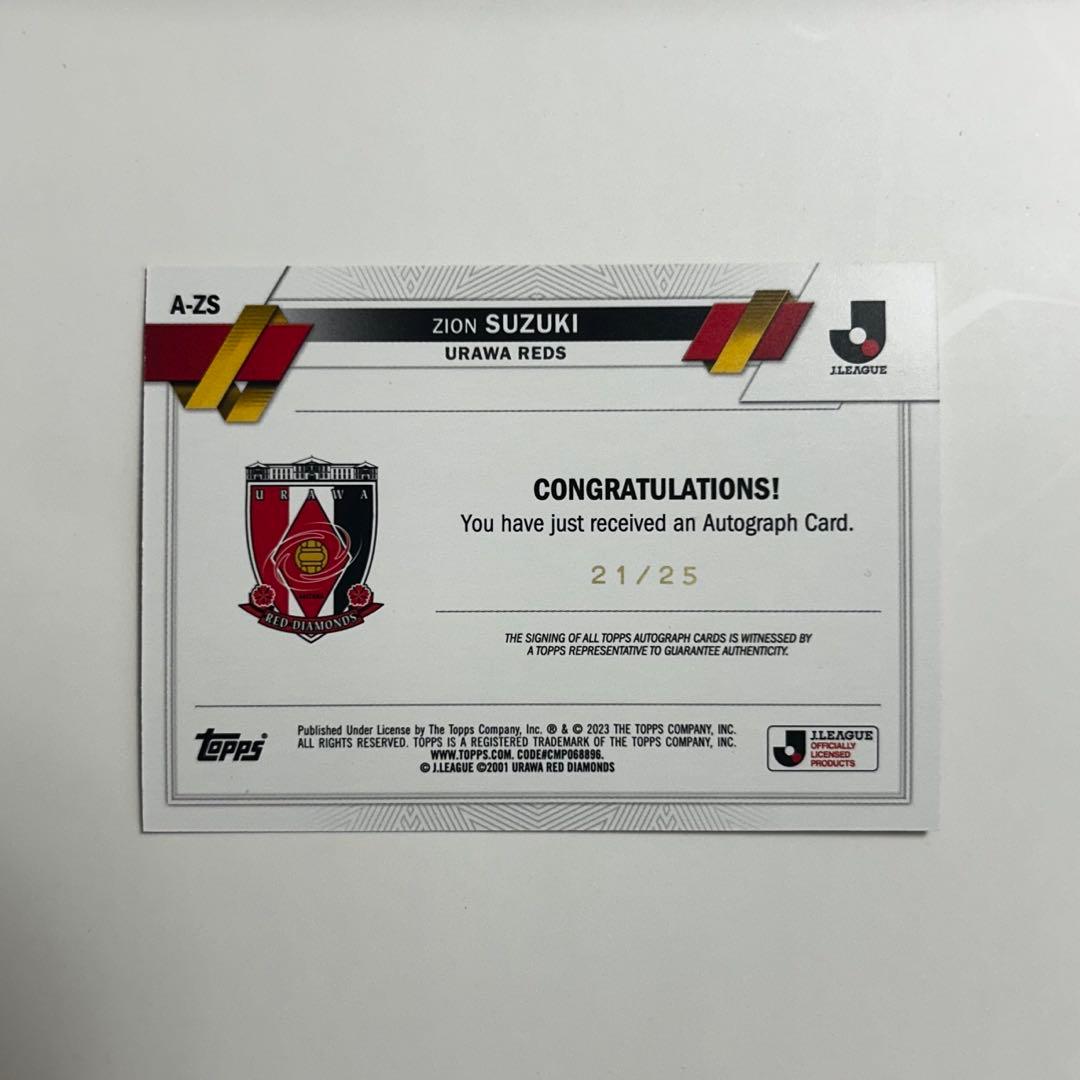 A-ZS
ZION SUZUKI
URAWA REDS
J.LEAGUE
URAWA
RED DIAMONDS
CONGRATULATIONS!
You have just received an Autograph Card.
21/25
THE SIGNING OF ALL TOPPS AUTOGRAPH CARDS IS WITNESSED BY
A TOPPS REPRESENTATIVE TO GUARANTEE AUTHENTICITY.
topps
Published Under License by The Topps Company, Inc. ® & © 2023 THE TOPPS COMPANY, INC.
ALL RIGHTS RESERVED. TOPPS IS A REGISTERED TRADEMARK OF THE TOPPS COMPANY, INC.
WWW.TOPPS.COM. CODE#CMP068896.
© J.LEAGUE ©2001 URAWA RED DIAMONDS
J.LEAGUE
OFFICIALLY
LICENSED
PRODUCTS